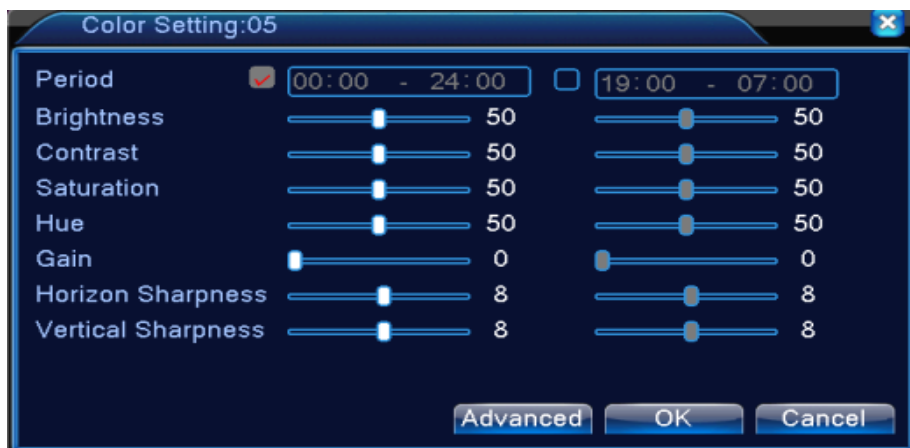 Color Setting:05
Period 00:00 - 24:00 19:00 - 07:00
Brightness 50 50
Contrast 50 50
Saturation 50 50
Hue 50 50
Gain 0 0
Horizon Sharpness 8 8
Vertical Sharpness 8 8
Advanced OK Cancel